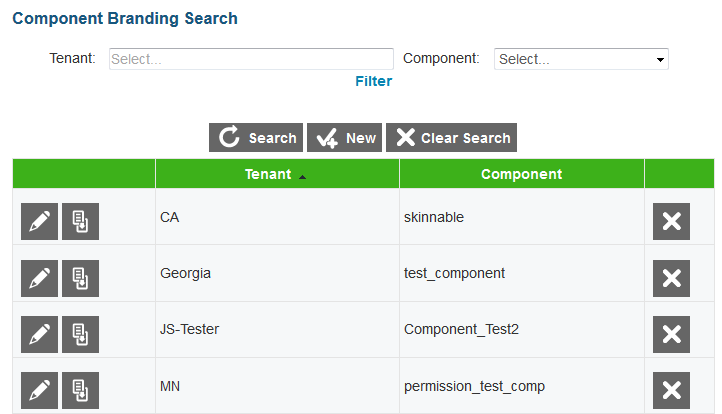 Component Branding Search
Tenant: Select... Component: Select...
Filter
Search New Clear Search
Tenant Component
CA skinnable
Georgia test_component
JS-Tester Component_Test2
MN permission_test_comp